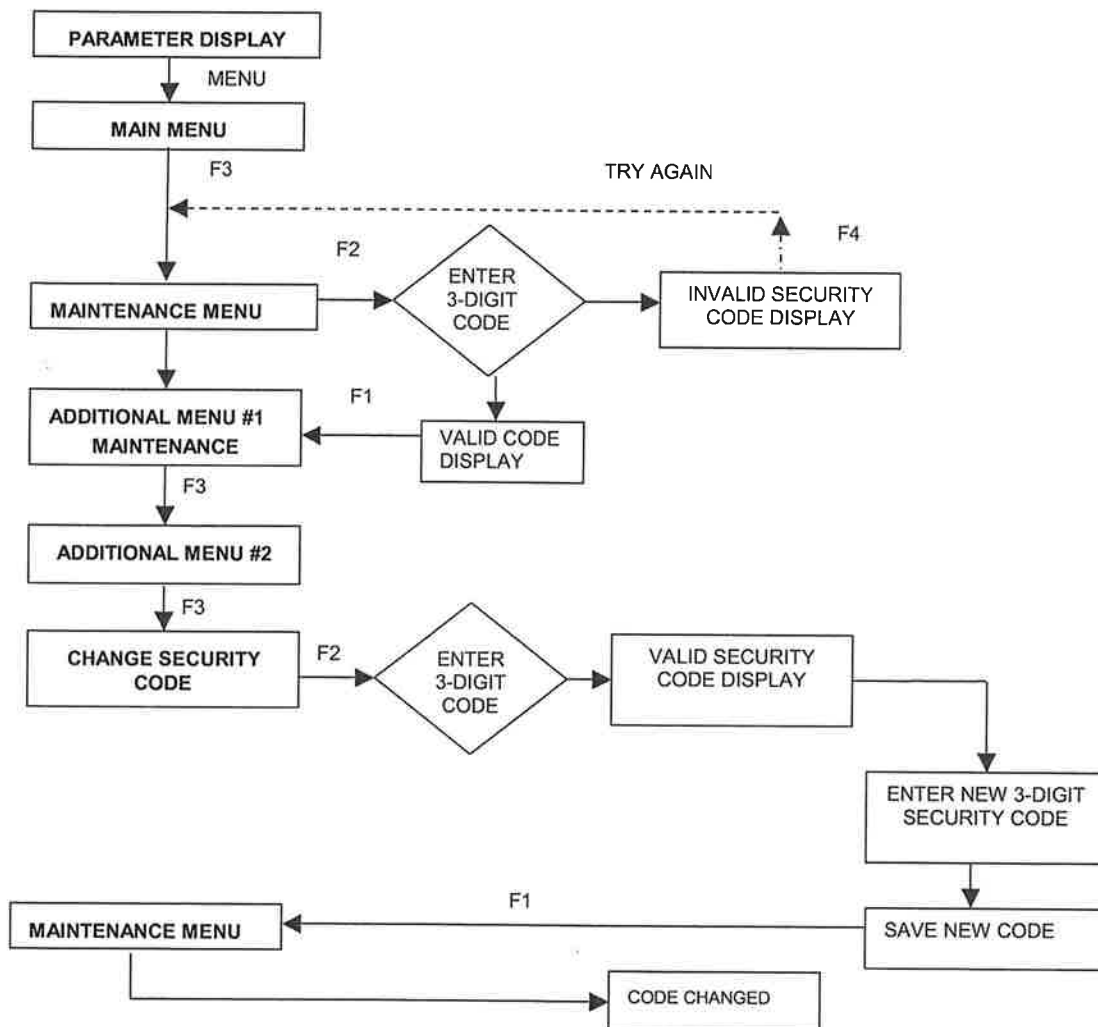 PARAMETER DISPLAY
MENU
MAIN MENU
F3
TRY AGAIN
F4
F2
ENTER
3-DIGIT
CODE
INVALID SECURITY
CODE DISPLAY
MAINTENANCE MENU
F1
ADDITIONAL MENU #1
MAINTENANCE
VALID CODE
DISPLAY
F3
ADDITIONAL MENU #2
F3
CHANGE SECURITY
CODE
F2
ENTER
3-DIGIT
CODE
VALID SECURITY
CODE DISPLAY
ENTER NEW 3-DIGIT
SECURITY CODE
F1
MAINTENANCE MENU
SAVE NEW CODE
CODE CHANGED